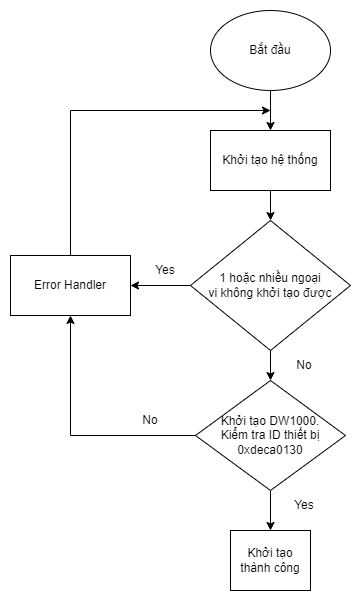 Bắt đầu
Khởi tạo hệ thống
1 hoặc nhiều ngoại
vi không khởi tạo được
Yes
Error Handler
No
Khởi tạo DW1000.
Kiểm tra ID thiết bị
0xdeca0130
No
Yes
Khởi tạo
thành công